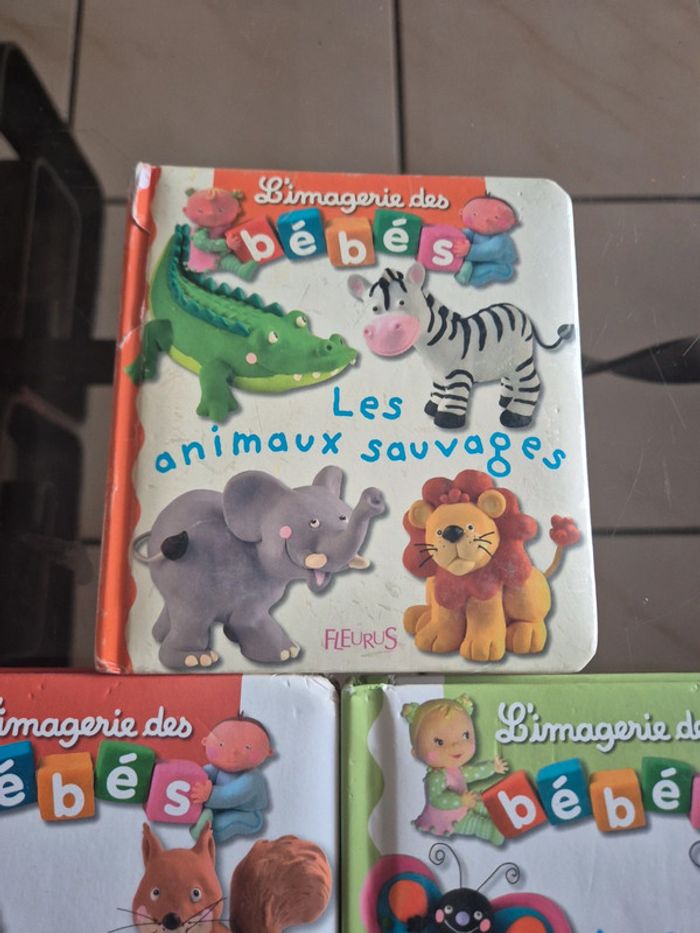 L'imagerie des
bébés
Les
animaux sauvages
FLEURUS
imagerie des
ébés
L'imagerie de
bébé